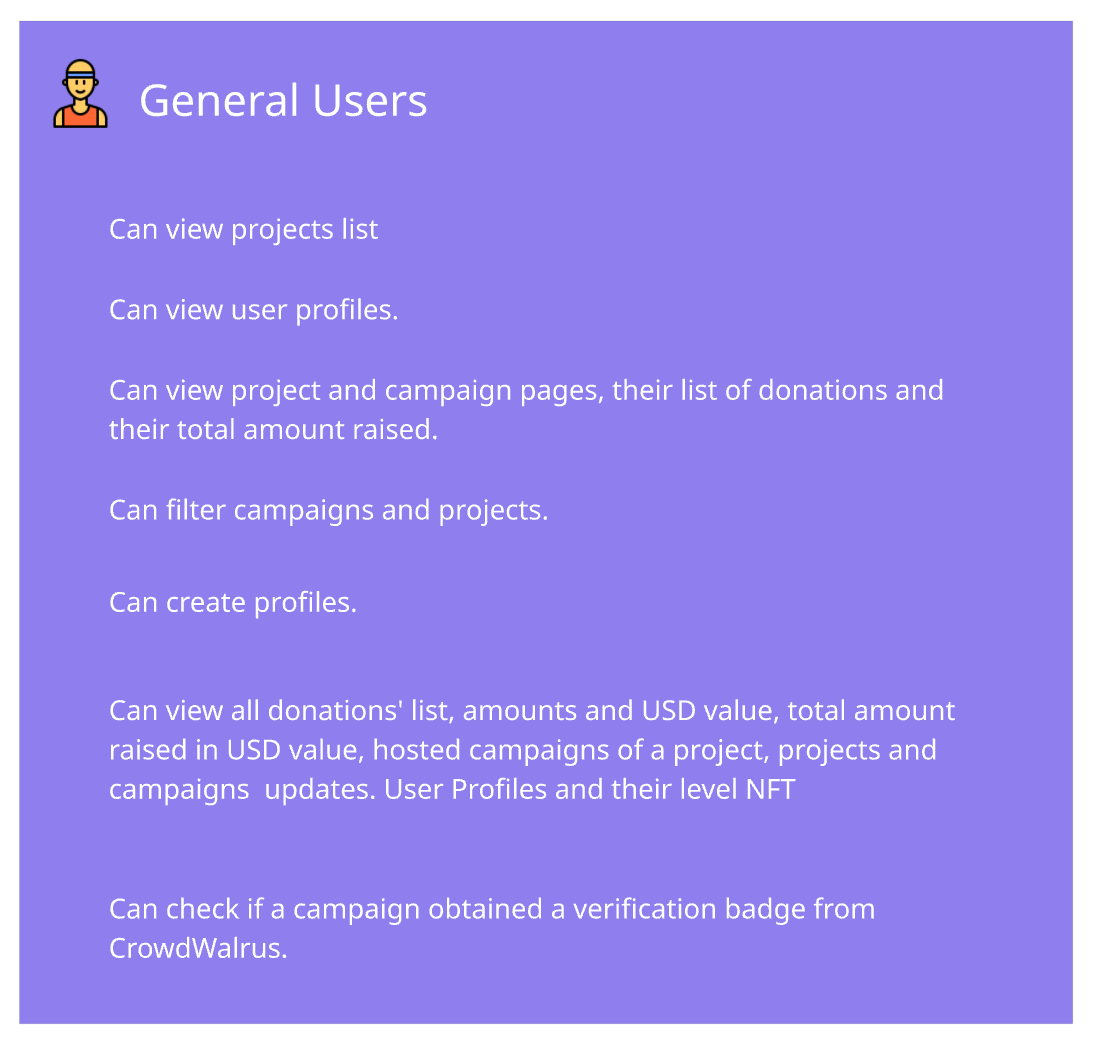 General Users
Can view projects list
Can view user profiles.
Can view project and campaign pages, their list of donations and
their total amount raised.
Can filter campaigns and projects.
Can create profiles.
Can view all donations' list, amounts and USD value, total amount
raised in USD value, hosted campaigns of a project, projects and
campaigns  updates. User Profiles and their level NFT
Can check if a campaign obtained a verification badge from
CrowdWalrus.